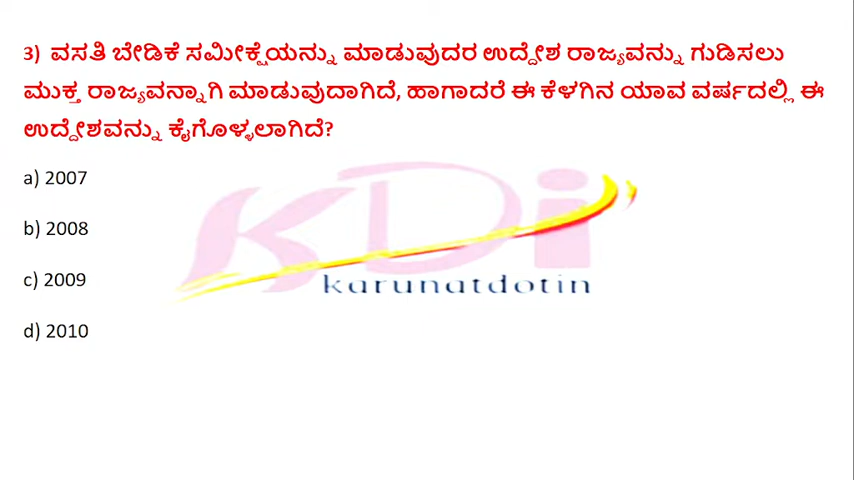 3) ವಸತಿ ಬೇಡಿಕೆ ಸಮೀಕ್ಷೆಯನ್ನು ಮಾಡುವುದರ ಉದ್ದೇಶ ರಾಜ್ಯವನ್ನು ಗುಡಿಸಲು
ಮುಕ್ತ ರಾಜ್ಯವನ್ನಾಗಿ ಮಾಡುವುದಾಗಿದೆ, ಹಾಗಾದರೆ ಈ ಕೆಳಗಿನ ಯಾವ ವರ್ಷದಲ್ಲಿ ಈ
ಉದ್ದೇಶವನ್ನು ಕೈಗೊಳ್ಳಲಾಗಿದೆ?
a) 2007
b) 2008
c) 2009
d) 2010
KDi
karunatdotin